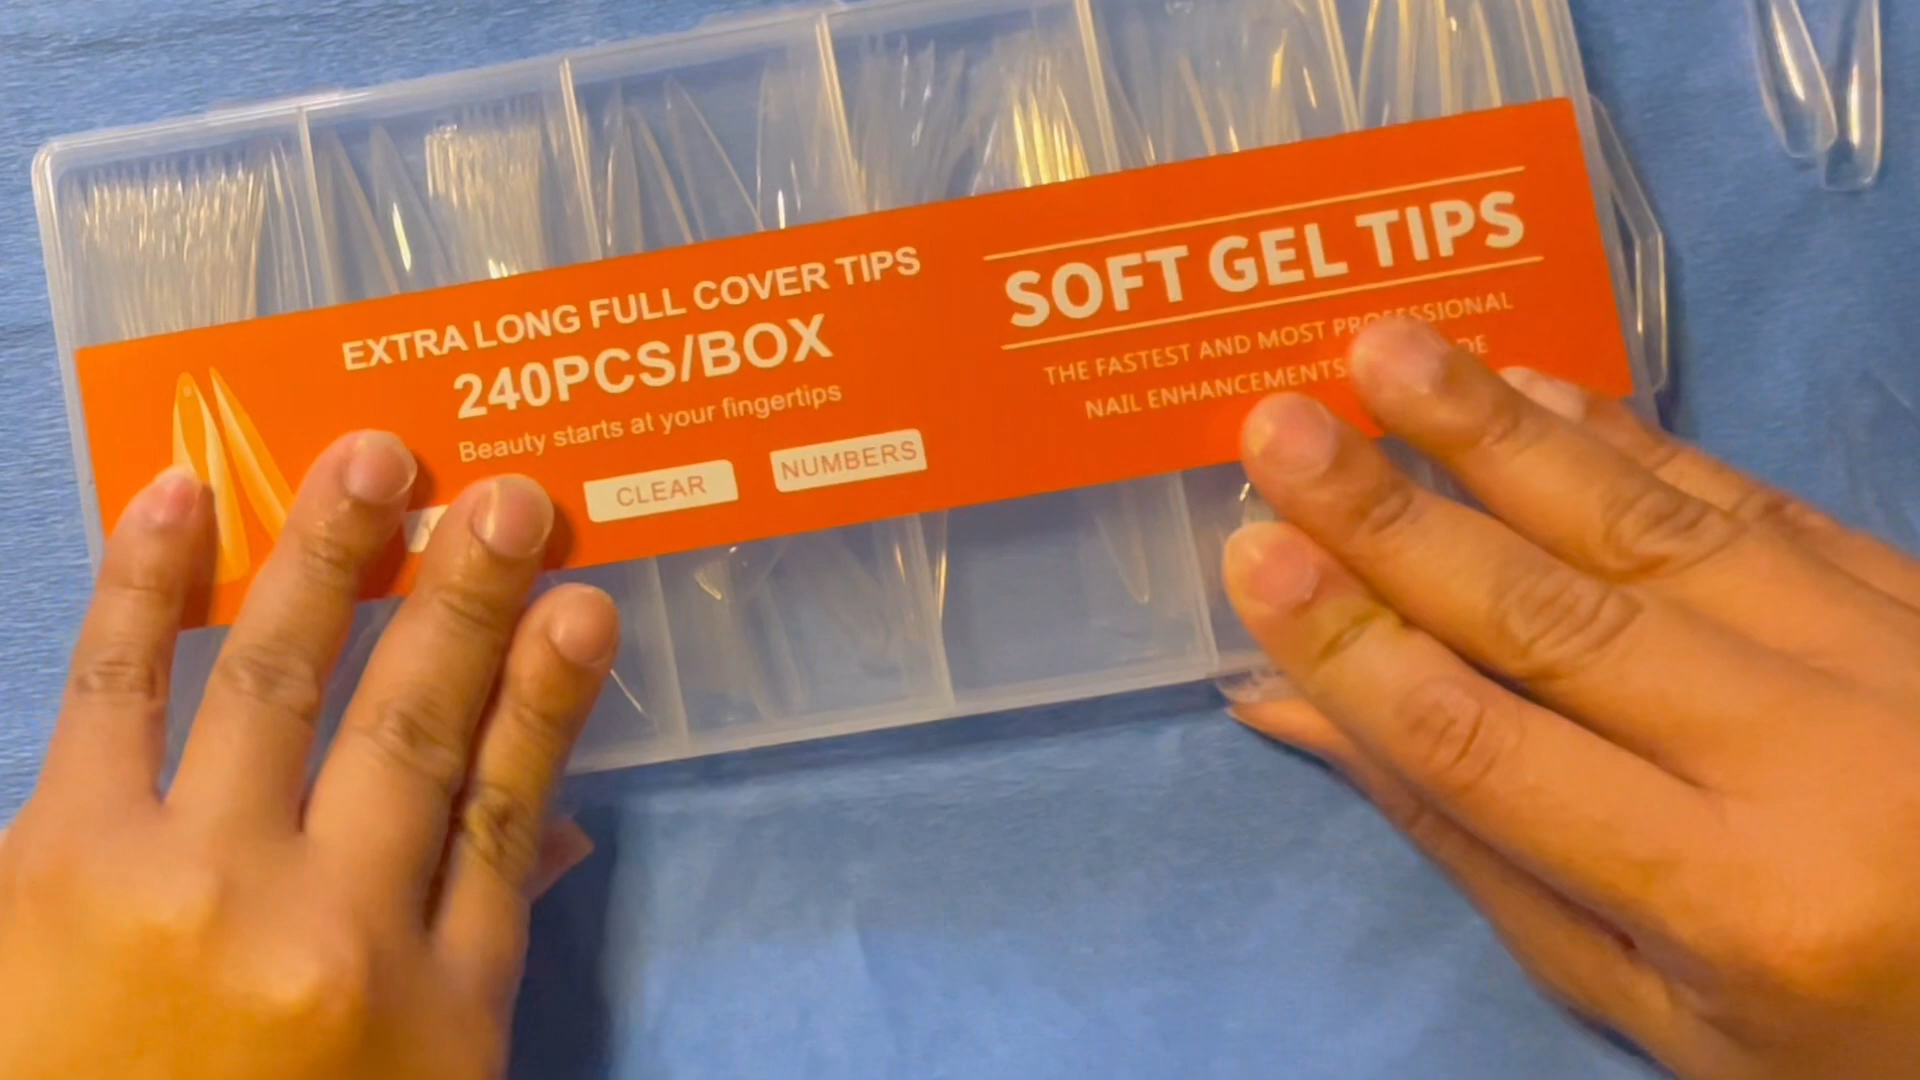 EXTRA LONG FULL COVER TIPS
240PCS/BOX
Beauty starts at your fingertips
CLEAR
NUMBERS
SOFT GEL TIPS
THE FASTEST AND MOST PROFESSIONAL
NAIL ENHANCEMENTS